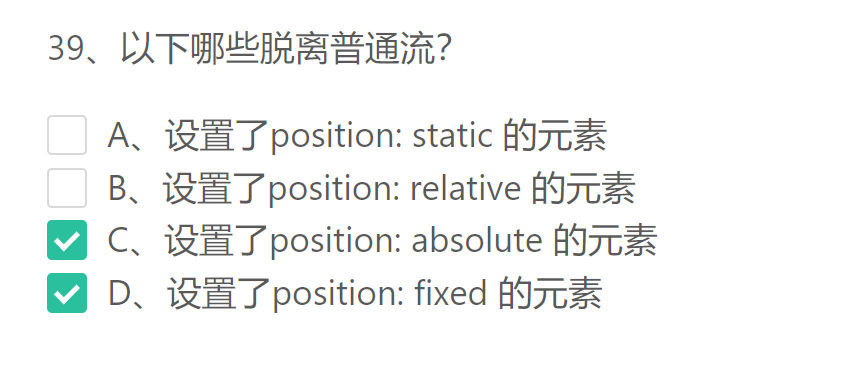 39、以下哪些脱离普通流？
A、设置了position: static 的元素
B、设置了position: relative 的元素
C、设置了position: absolute 的元素
D、设置了position: fixed 的元素